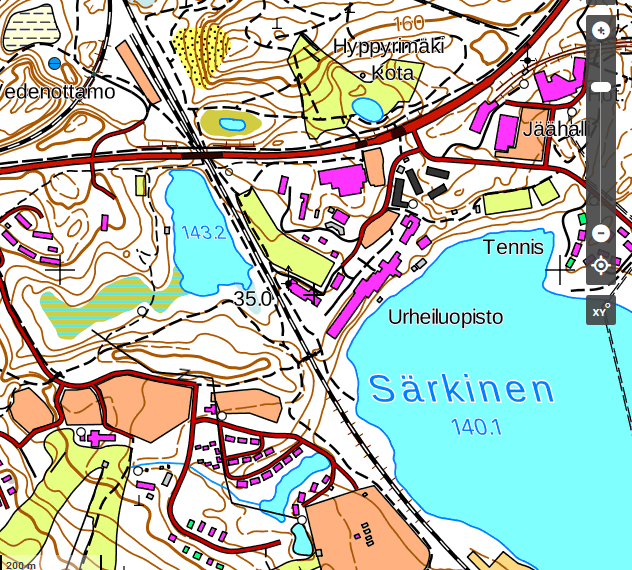 160
Hyppyrimäki
Kota
edenottamo
Jäähall
143.2
Tennis
35.0
XY°
Urheiluopisto
Särkinen
140.1
200 m